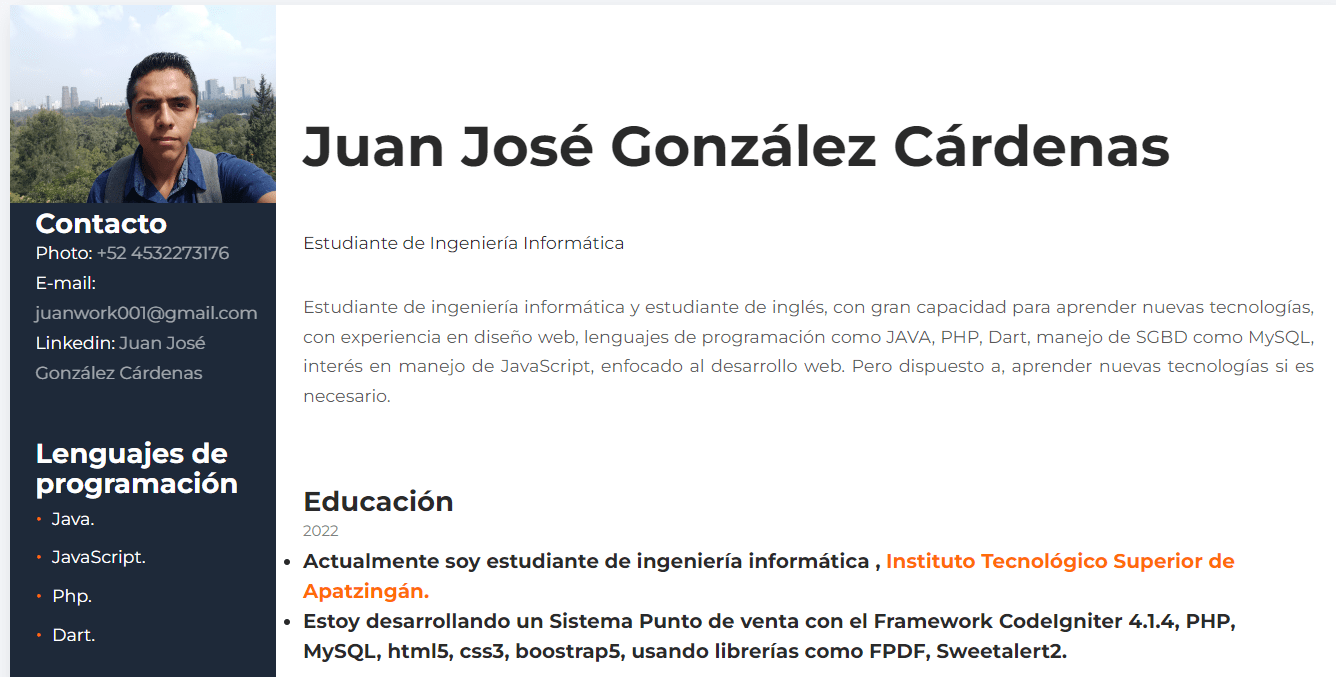 Contacto
Photo: +52 4532273176
E-mail:
juanwork001@gmail.com
Linkedin: Juan José
González Cárdenas
Lenguajes de
programación
• Java.
• JavaScript.
• Php.
• Dart.
Juan José González Cárdenas
Estudiante de Ingeniería Informática
Estudiante de ingeniería informática y estudiante de inglés, con gran capacidad para aprender nuevas tecnologías,
con experiencia en diseño web, lenguajes de programación como JAVA, PHP, Dart, manejo de SGBD como MySQL,
interés en manejo de JavaScript, enfocado al desarrollo web. Pero dispuesto a, aprender nuevas tecnologías si es
necesario.
Educación
2022
• Actualmente soy estudiante de ingeniería informática , Instituto Tecnológico Superior de
Apatzingán.
• Estoy desarrollando un Sistema Punto de venta con el Framework CodeIgniter 4.1.4, PHP,
MySQL, html5, css3, boostrap5, usando librerías como FPDF, Sweetalert2.